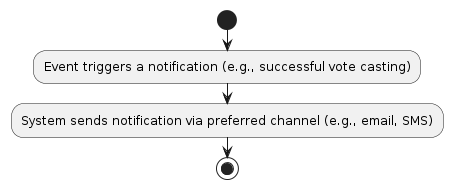 Event triggers a notification (e.g., successful vote casting)
System sends notification via preferred channel (e.g., email, SMS)